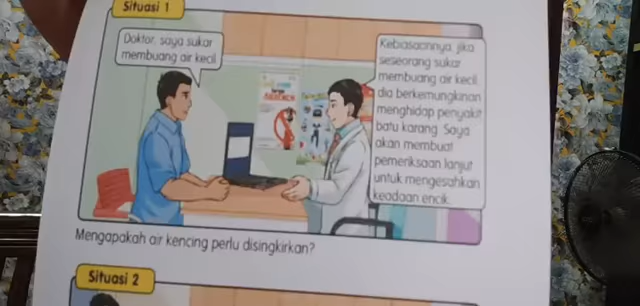 Situasi 1
Doktor, saya sukar
membuang air kecil.
Kebiasaannya, jika
seseorang sukar
membuang air kecil,
dia berkemungkinan
menghidap penyakit
batu karang. Saya
akan membuat
pemeriksaan lanjut
untuk mengesahkan
keadaan encik.
Mengapakah air kencing perlu disingkirkan?
Situasi 2